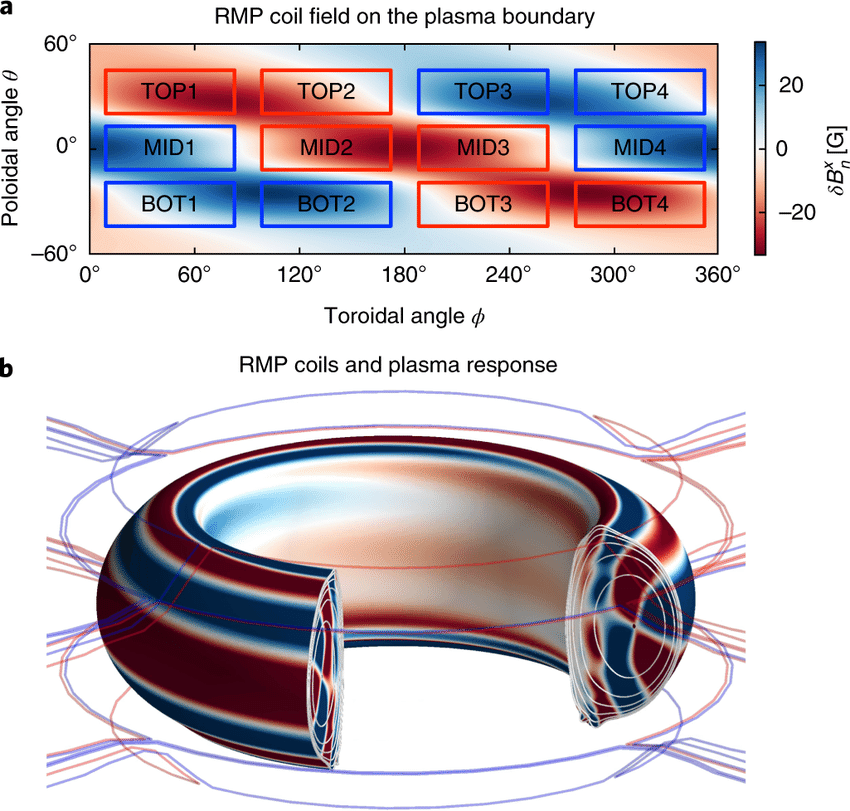 a
RMP coil field on the plasma boundary
60°
0°
–60°
Poloidal angle θ
TOP1 TOP2 TOP3 TOP4
MID1 MID2 MID3 MID4
BOT1 BOT2 BOT3 BOT4
0° 60° 120° 180° 240° 300° 360°
Toroidal angle ϕ
20
0
–20
δBₙˣ [G]
b
RMP coils and plasma response